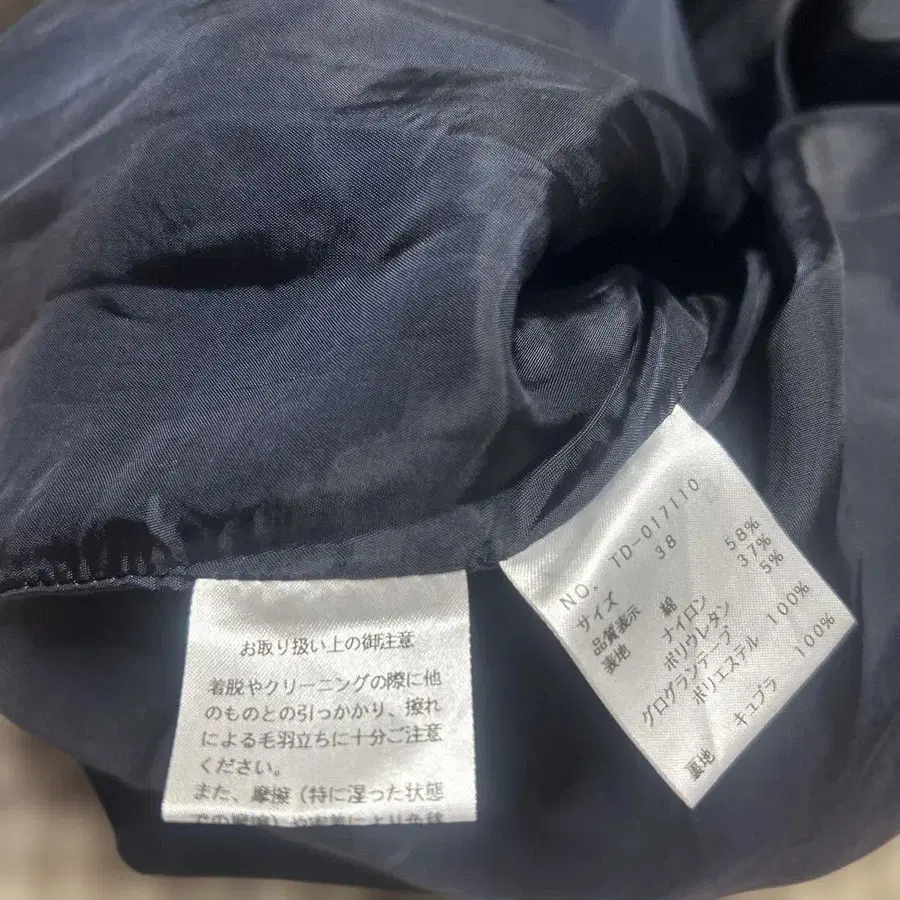 お取り扱い上の御注意
着脱やクリーニングの際に他
のものとの引っかかり、擦れ
による毛羽立ちに十分ご注意
ください。
また、摩擦（特に湿った状態
での摩擦）や
NO. TD-017110
サイズ 38
品質表示
表地 綿 58%
ナイロン 37%
ポリウレタン 5%
グログランテープ
ポリエステル 100%
裏地 キュプラ 100%